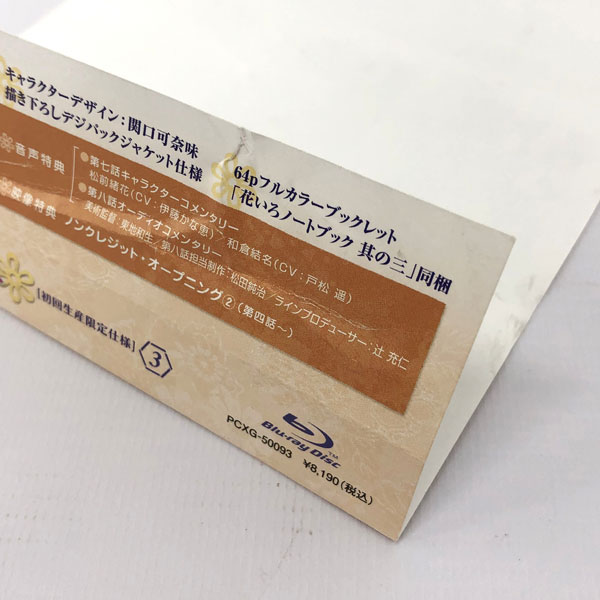 キャラクターデザイン:関口可奈味
描き下ろしデジパックジャケット仕様
64pフルカラーブックレット
「花いろノートブック 其の三」同梱
音声特典
●第七話キャラクターコメンタリー
松前緒花(CV:伊藤かな恵)/和倉結名(CV:戸松 遥)
●第八話オーディオコメンタリー
美術監督:東地和生/第八話担当制作:松田純治/ラインプロデューサー:辻 充仁
映像特典
ノンクレジット・オープニング②(第四話~)
「初回生産限定仕様」
3
Blu-ray Disc™
PCXG-50093 ¥8,190(税込)